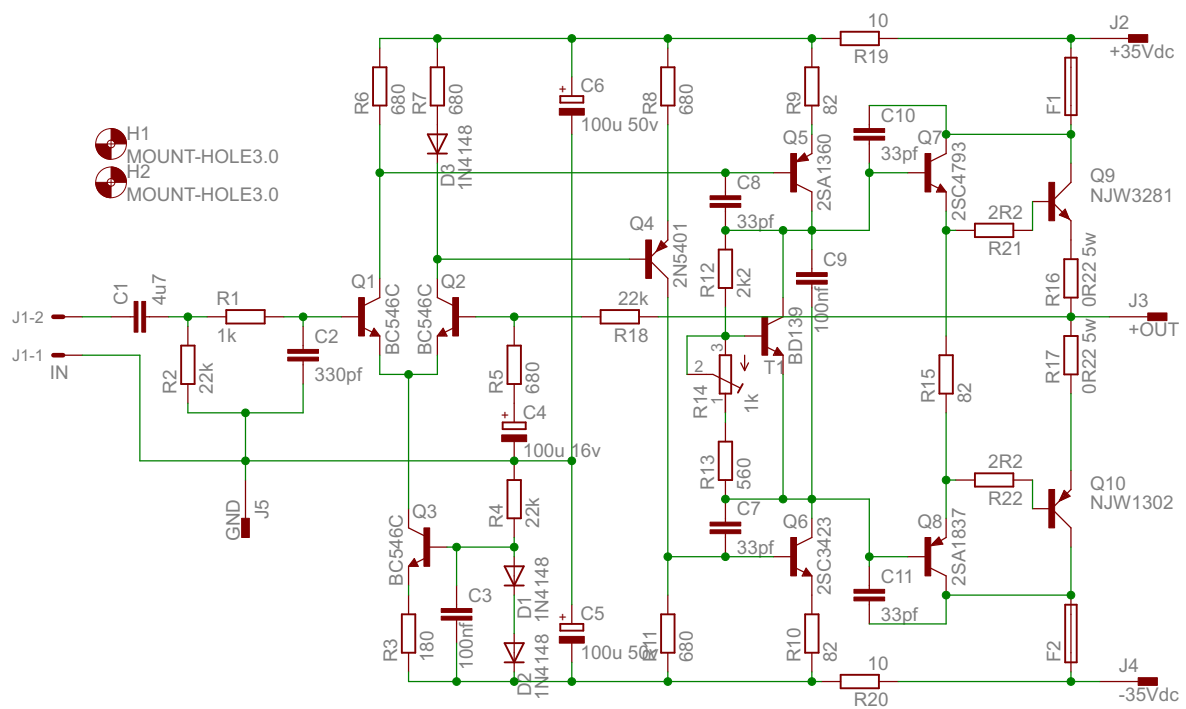 10
J2
R19
+35Vdc
R6
680
R7
680
C6
+
100u 50v
R8
680
R9
82
F1
H1
MOUNT-HOLE3.0
H2
MOUNT-HOLE3.0
D3
1N4148
Q5
2SA1360
C10
33pf
Q7
2SC4793
Q9
NJW3281
C8
33pf
Q4
2N5401
2R2
R21
R12
2k2
C9
100nf
R16
0R22 5w
C1
4u7
R1
1k
Q1
BC546C
Q2
BC546C
22k
R18
BD139
T1
J3
+OUT
J1-2
J1-1
IN
R2
22k
C2
330pf
R5
680
R14
3
2
1
1k
R15
82
R17
0R22 5w
C4
+
100u 16v
R13
560
2R2
R22
Q10
NJW1302
GND
J5
R4
22k
Q3
BC546C
C7
33pf
Q6
2SC3423
Q8
2SA1837
D1
1N4148
C3
100nf
C5
+
100u 50v
C11
33pf
R3
180
D2
1N4148
R11
680
R10
82
F2
10
R20
J4
-35Vdc